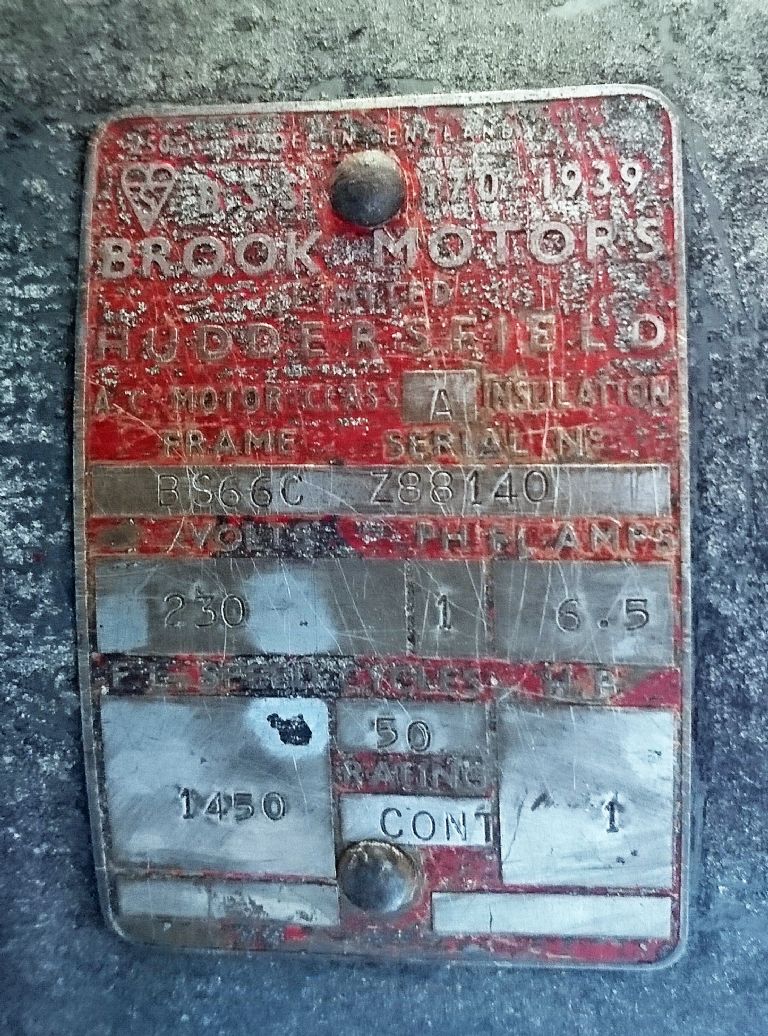 MADE IN ENGLAND
B.S.S 170-1939
BROOK MOTORS
LIMITED
HUDDERSFIELD
A.C. MOTOR CLASS A INSULATION
FRAME SERIAL Nº
BS66C Z88140
VOLTS PH AMPS
230 1 6.5
F.L. SPEED CYCLES H.P.
1450 50 1
RATING
CONT